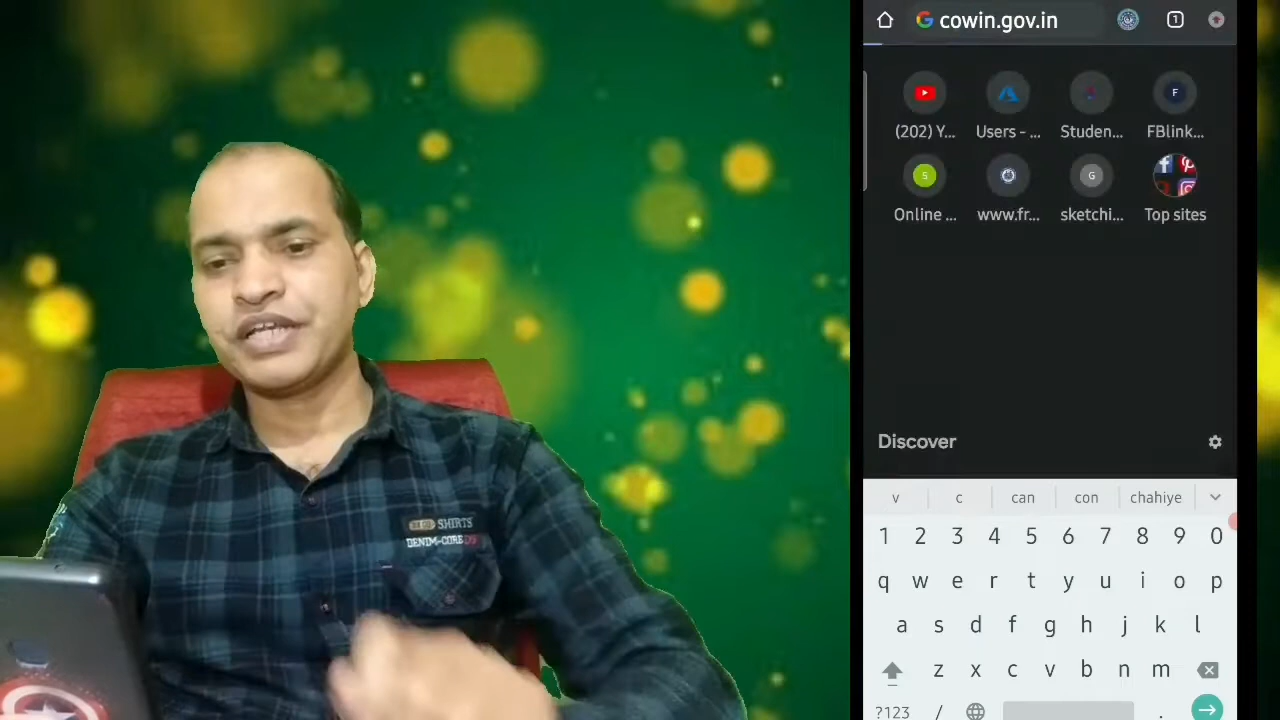 cowin.gov.in
1
(202) Y...
Users - ...
Studen...
FBlink...
Online ...
www.fr...
sketchi...
Top sites
F
S
G
Discover
v c can con chahiye
1 2 3 4 5 6 7 8 9 0
q w e r t y u i o p
a s d f g h j k l
z x c v b n m
?123 / .
SHIRTS
DENIM-CORE